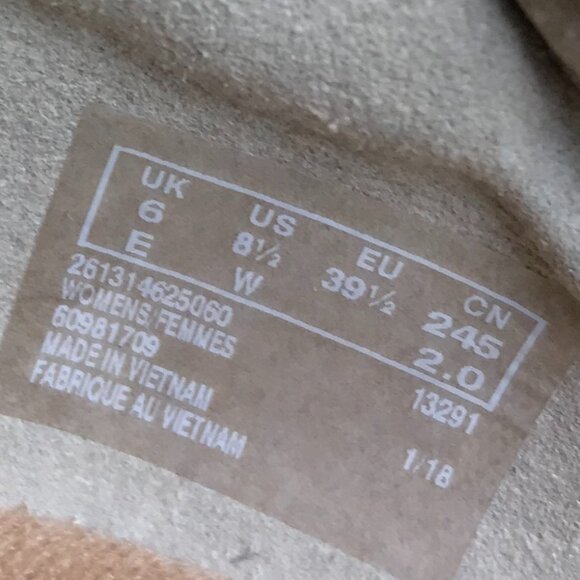 UK US EU CN
6 8½ 39½ 245
E W 2.0
261314625060 13291
WOMENS/FEMMES
60981709 1/18
MADE IN VIETNAM
FABRIQUE AU VIETNAM